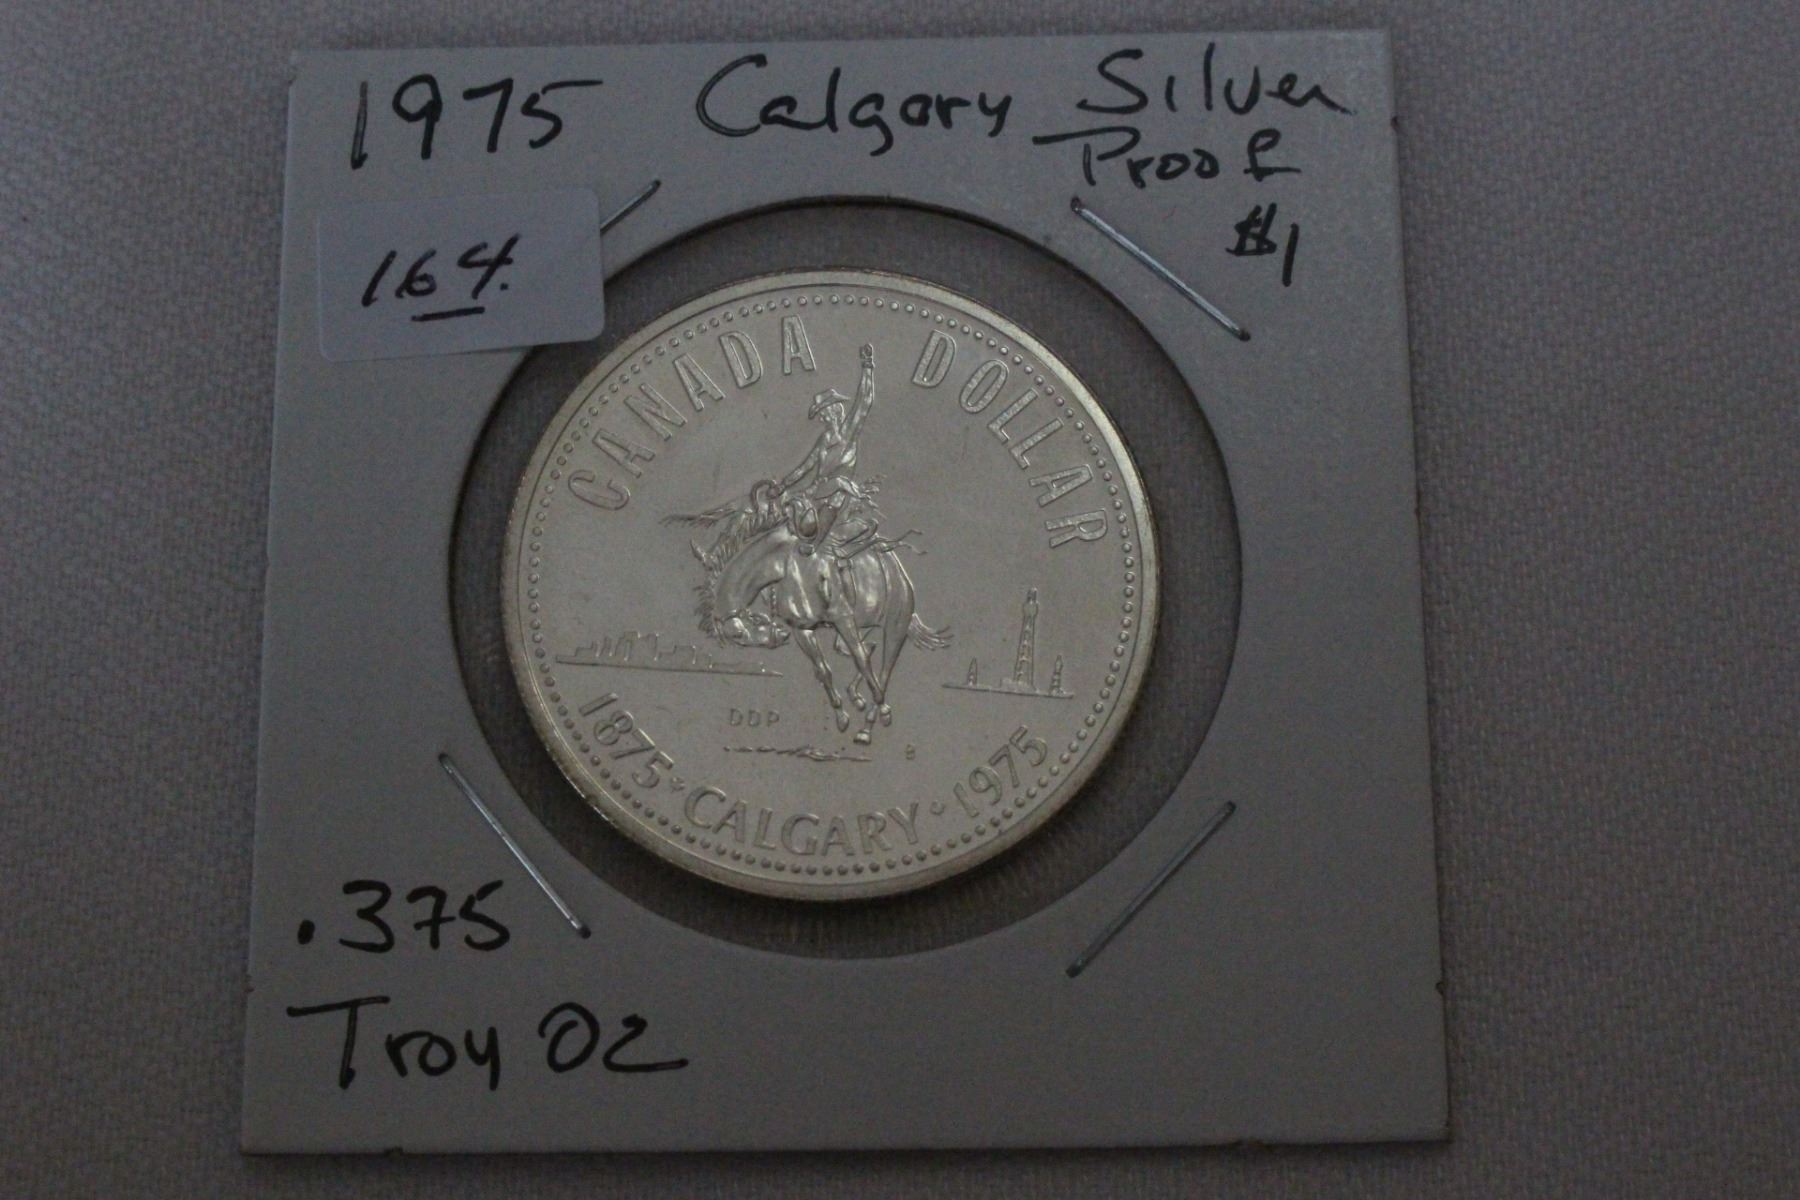 1975 Calgary Silver
Proof
$1
164.
CANADA DOLLAR
DDP
B
1875 CALGARY 1975
.375
Troy Oz